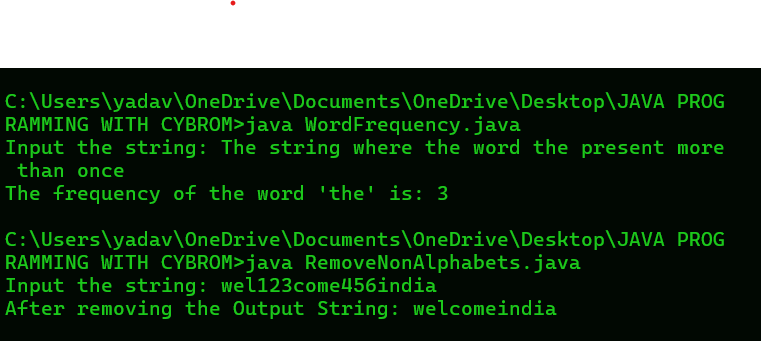 C:\Users\yadav\OneDrive\Documents\OneDrive\Desktop\JAVA PROG
RAMMING WITH CYBROM>java WordFrequency.java
Input the string: The string where the word the present more
 than once
The frequency of the word 'the' is: 3
C:\Users\yadav\OneDrive\Documents\OneDrive\Desktop\JAVA PROG
RAMMING WITH CYBROM>java RemoveNonAlphabets.java
Input the string: wel123come456india
After removing the Output String: welcomeindia